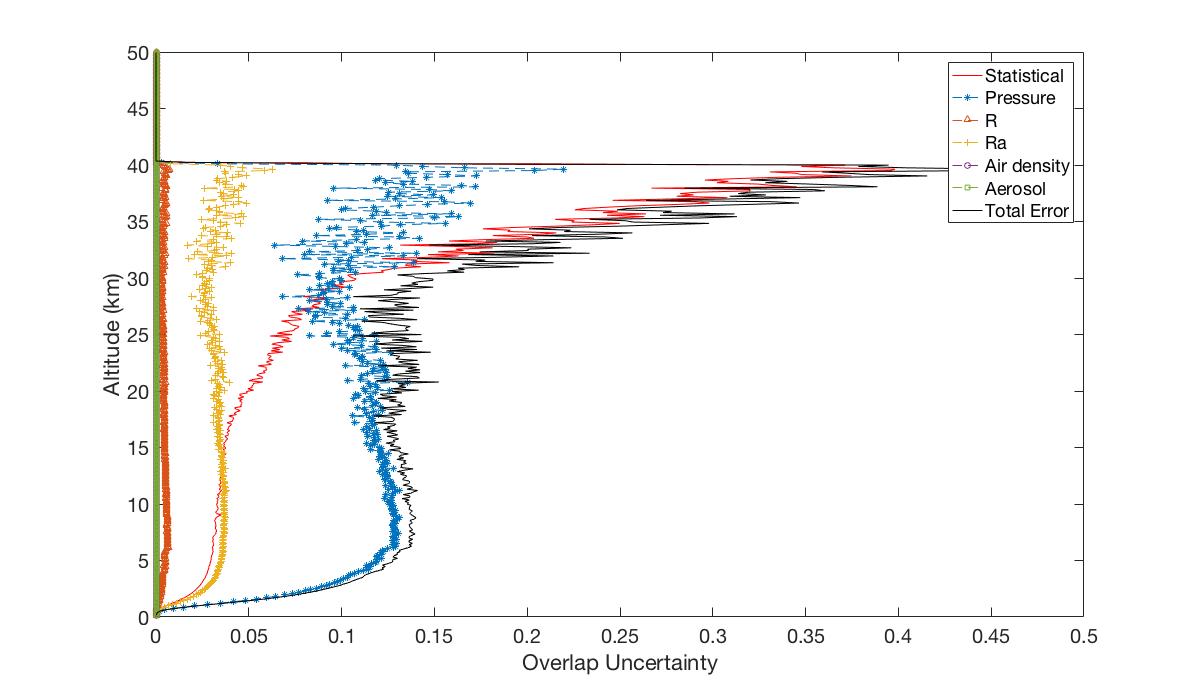 50
45
40
35
30
25
20
15
10
5
0
Altitude (km)
Statistical
Pressure
R
Ra
Air density
Aerosol
Total Error
0 0.05 0.1 0.15 0.2 0.25 0.3 0.35 0.4 0.45 0.5
Overlap Uncertainty